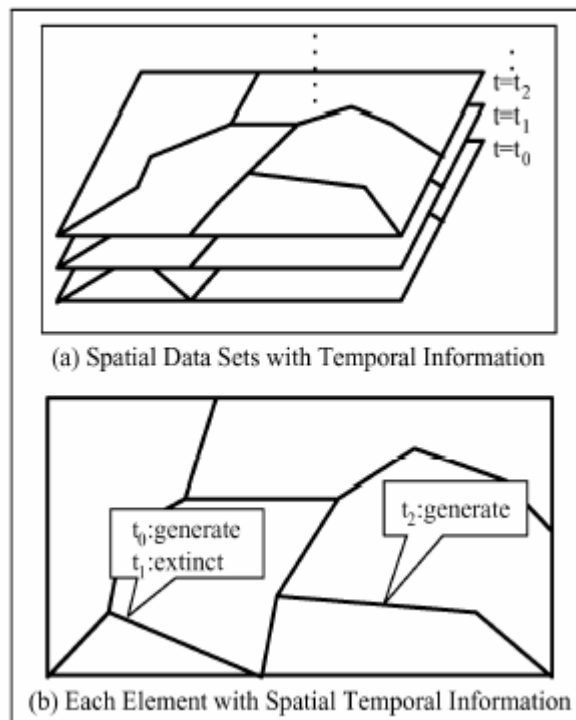 t=t₂
t=t₁
t=t₀
(a) Spatial Data Sets with Temporal Information
t₀:generate
t₁:extinct
t₂:generate
(b) Each Element with Spatial Temporal Information